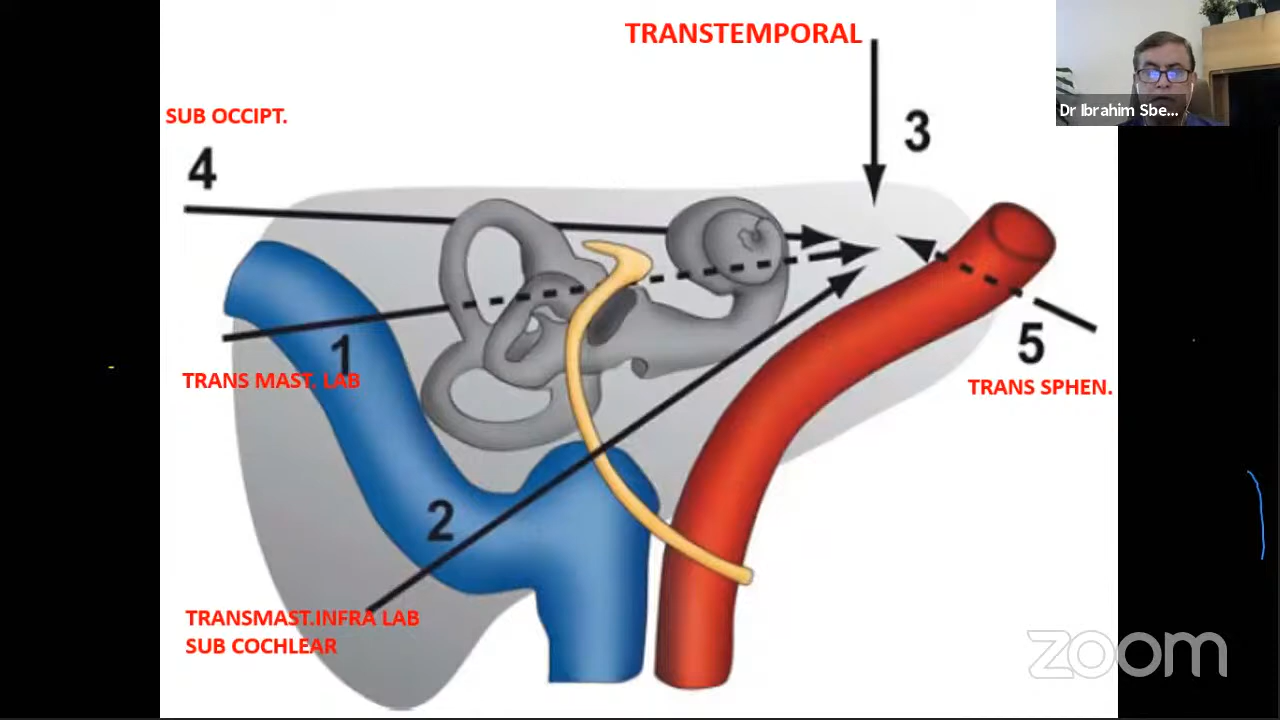 TRANSTEMPORAL
3
Dr Ibrahim Sbe...
SUB OCCIPT.
4
1
TRANS MAST. LAB
5
TRANS SPHEN.
2
TRANSMAST.INFRA LAB
SUB COCHLEAR
zoom